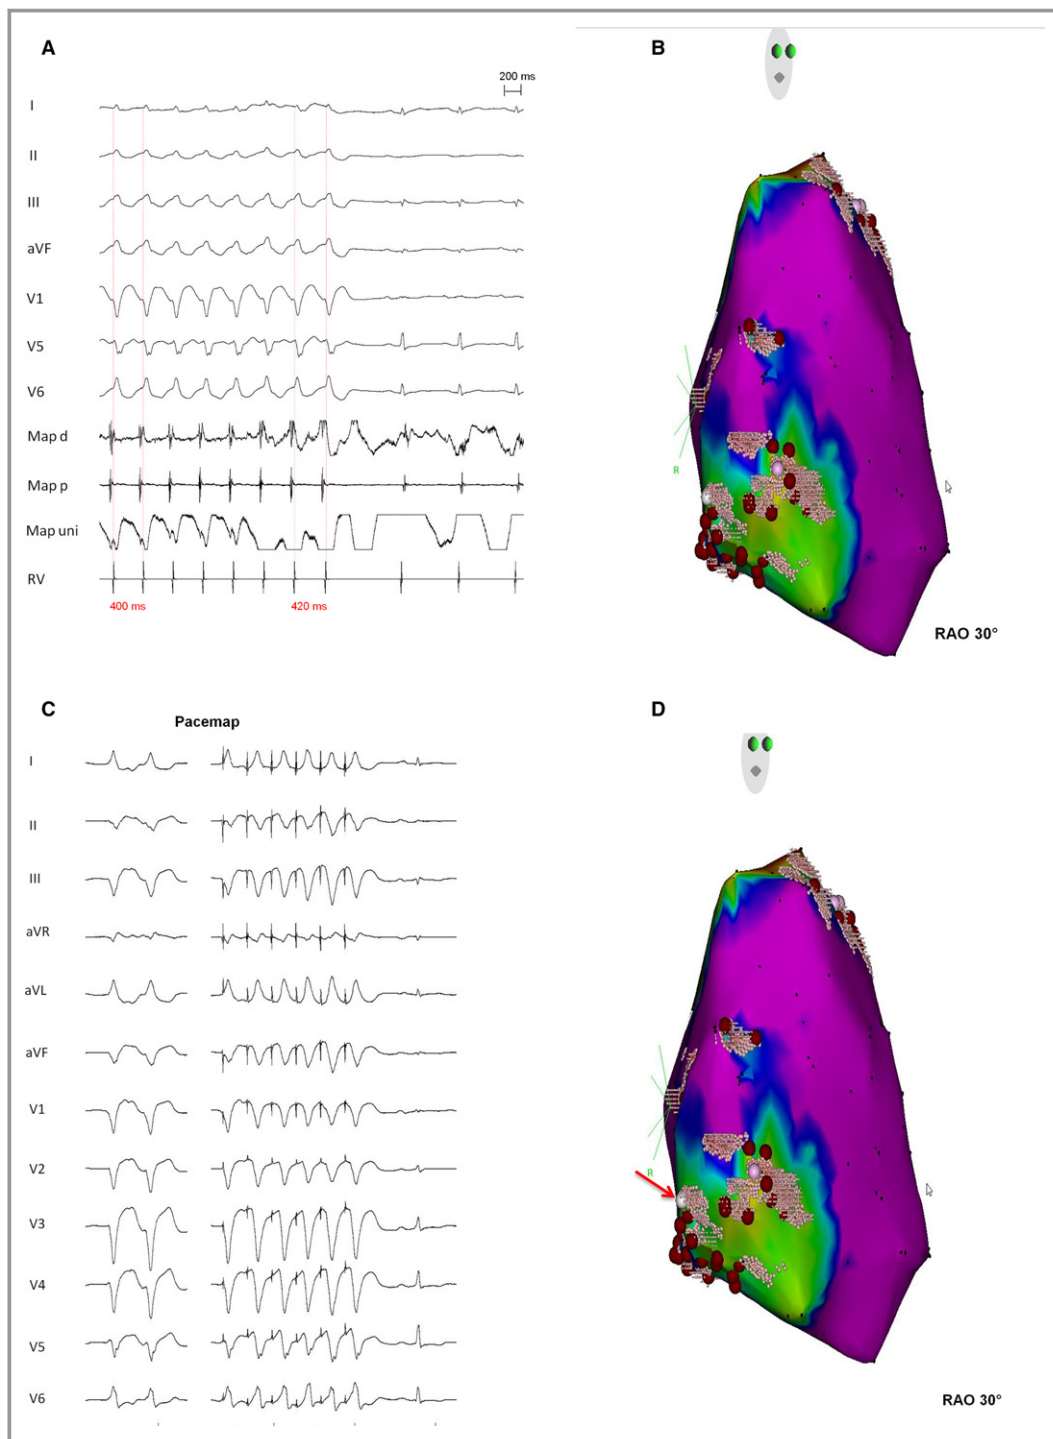 A
200 ms
I
II
III
aVF
V1
V5
V6
Map d
Map p
Map uni
RV
400 ms
420 ms
B
R
RAO 30°
C
Pacemap
I
II
III
aVR
aVL
aVF
V1
V2
V3
V4
V5
V6
D
R
RAO 30°